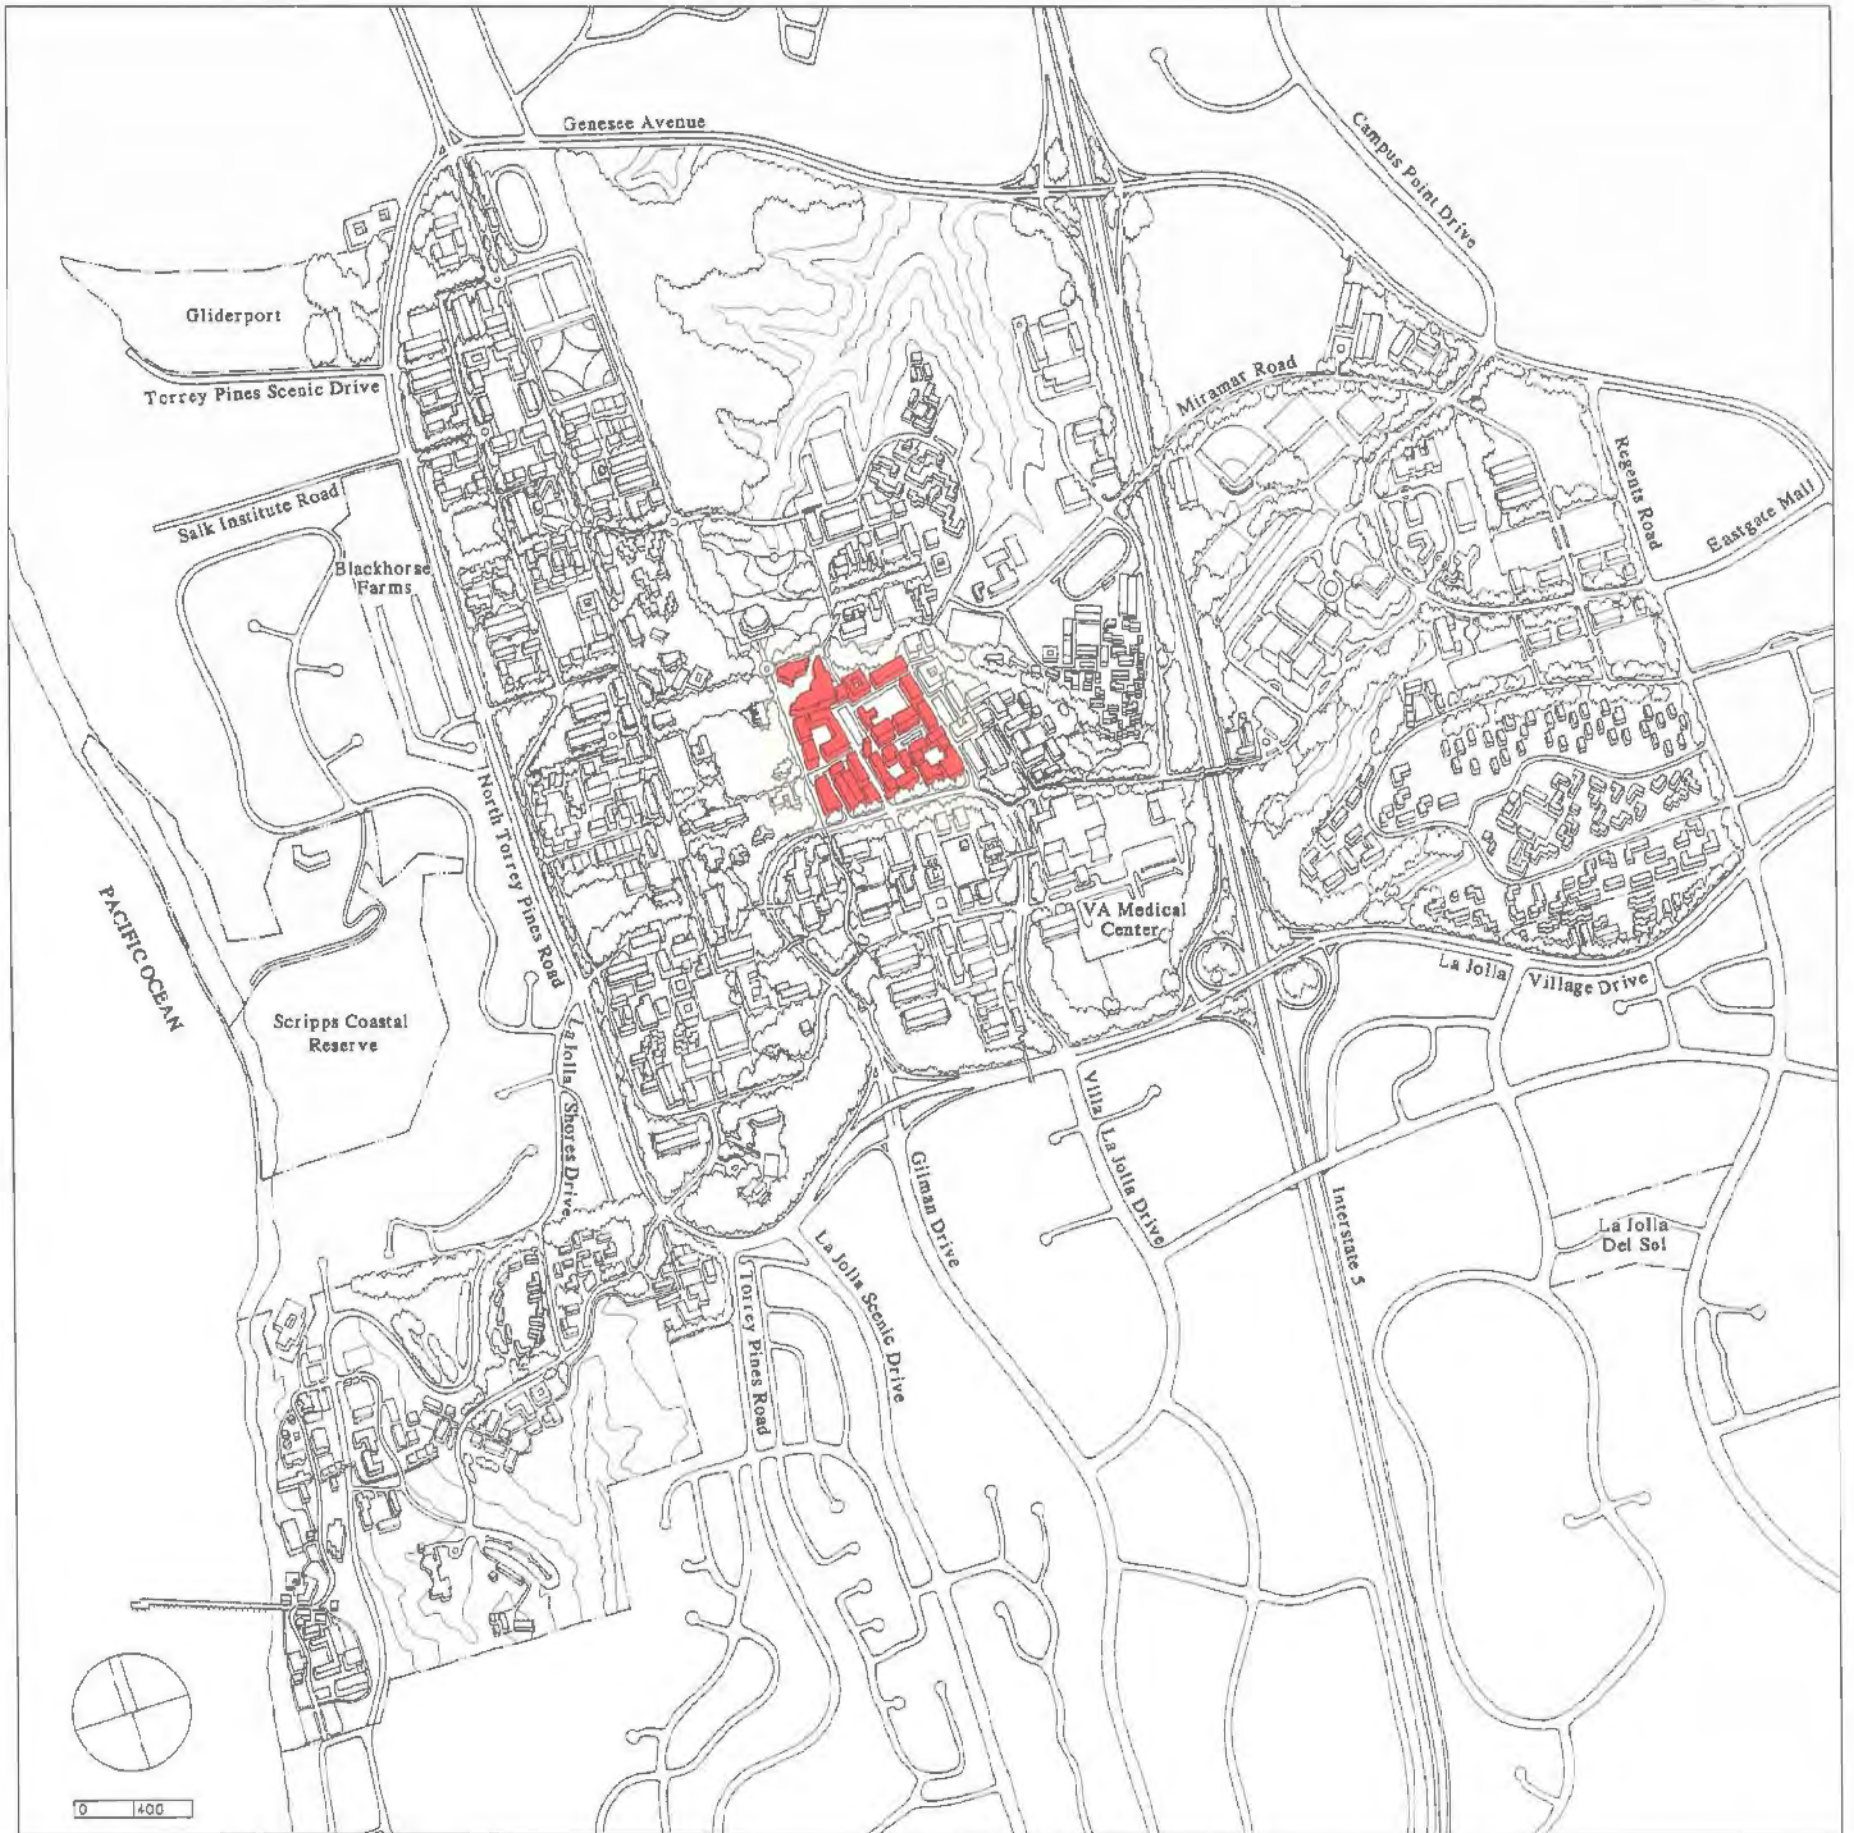 Genesee Avenue
Campus Point Drive
Gliderport
Torrey Pines Scenic Drive
Miramar Road
Regents Road
Eastgate Mall
Salk Institute Road
Blackhorse
Farms
North Torrey Pines Road
PACIFIC OCEAN
VA Medical
Center
La Jolla Village Drive
Scripps Coastal
Reserve
La Jolla Shores Drive
Villa La Jolla Drive
Gilman Drive
Interstate 5
La Jolla
Del Sol
La Jolla Scenic Drive
Torrey Pines Road
0 400